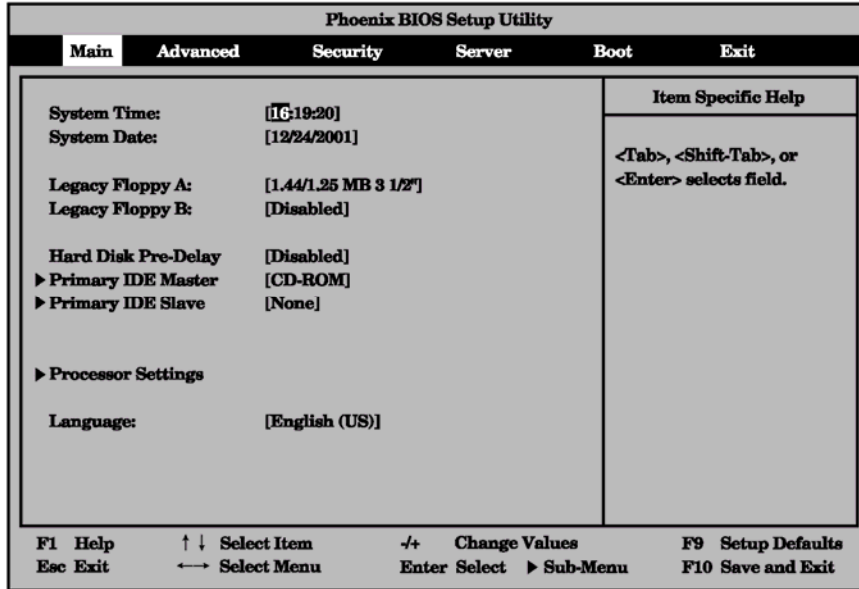 Phoenix BIOS Setup Utility
Main Advanced Security Server Boot Exit
System Time: [16:19:20]
System Date: [12/24/2001]
Legacy Floppy A: [1.44/1.25 MB 3 1/2"]
Legacy Floppy B: [Disabled]
Hard Disk Pre-Delay [Disabled]
▶ Primary IDE Master [CD-ROM]
▶ Primary IDE Slave [None]
▶ Processor Settings
Language: [English (US)]
Item Specific Help
<Tab>, <Shift-Tab>, or
<Enter> selects field.
F1 Help ↑ ↓ Select Item -/+ Change Values F9 Setup Defaults
Esc Exit ←→ Select Menu Enter Select ▶ Sub-Menu F10 Save and Exit